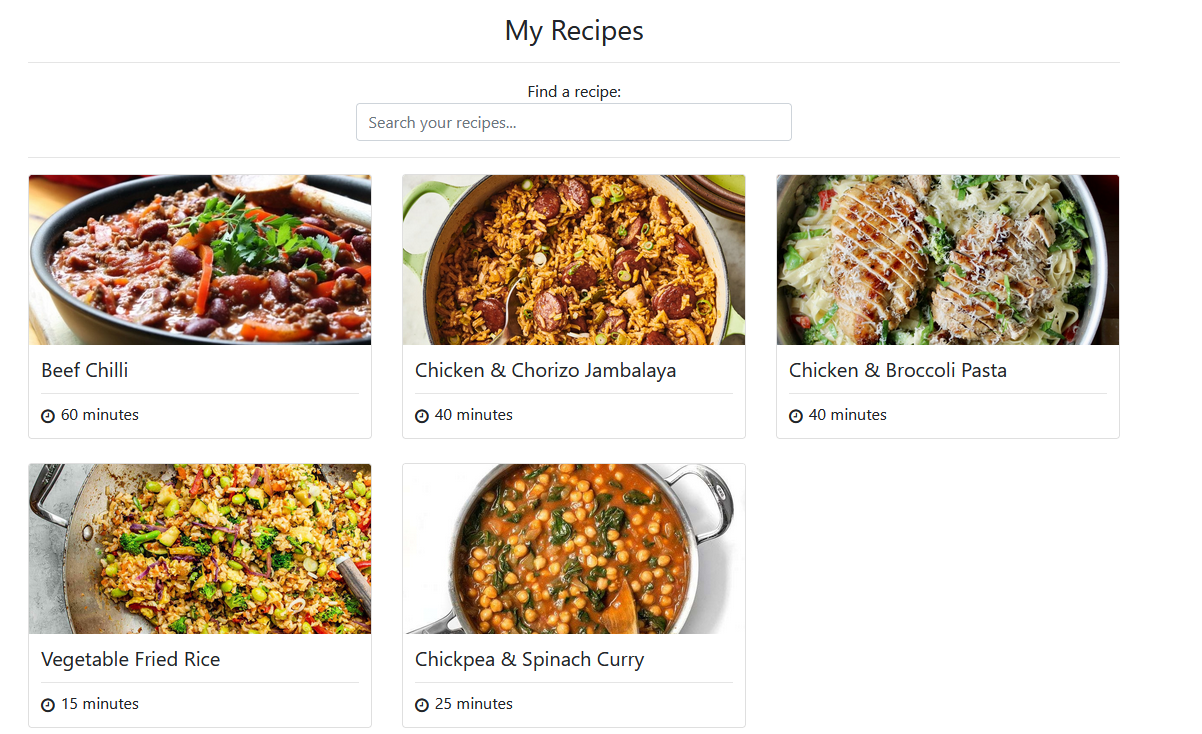 My Recipes
Find a recipe:
Search your recipes...
Beef Chilli
60 minutes
Chicken & Chorizo Jambalaya
40 minutes
Chicken & Broccoli Pasta
40 minutes
Vegetable Fried Rice
15 minutes
Chickpea & Spinach Curry
25 minutes